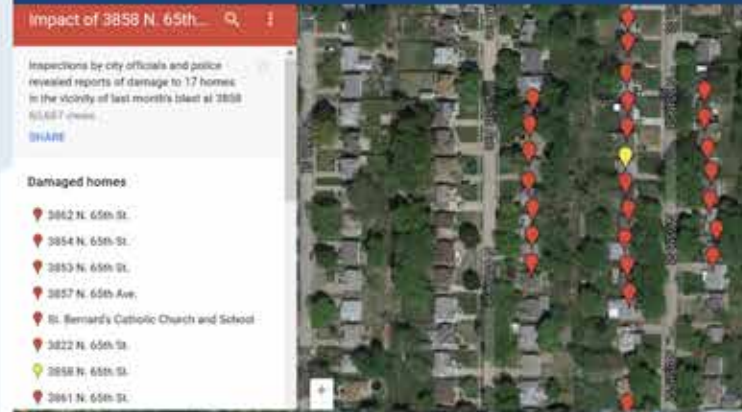 Impact of 3858 N. 65th...
Inspections by city officials and police
revealed reports of damage to 17 homes
in the vicinity of last month's blast at 3858
views
SHARE
Damaged homes
3862 N. 65th St.
3854 N. 65th St.
3853 N. 65th St.
3857 N. 65th Ave.
St. Bernard's Catholic Church and School
3822 N. 65th St.
3858 N. 65th St.
3861 N. 65th St.
+